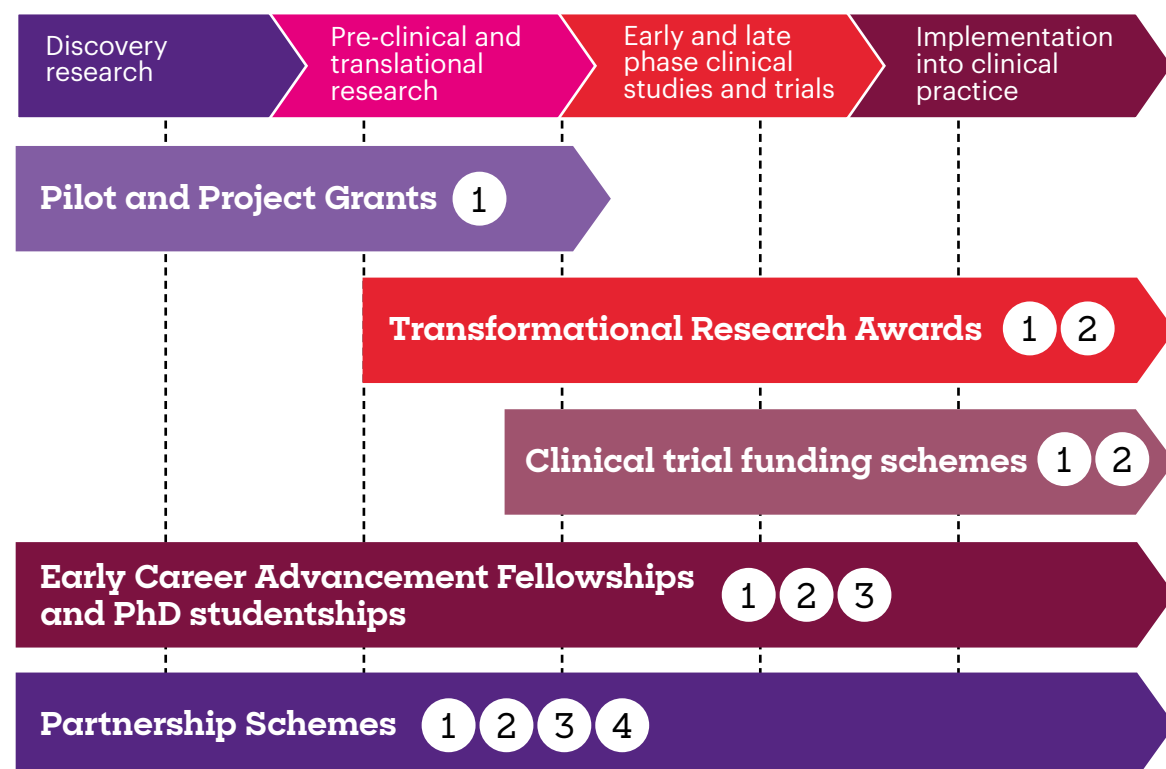 Discovery
research
Pre-clinical and
translational
research
Early and late
phase clinical
studies and trials
Implementation
into clinical
practice
Pilot and Project Grants 1
Transformational Research Awards 1 2
Clinical trial funding schemes 1 2
Early Career Advancement Fellowships
and PhD studentships 1 2 3
Partnership Schemes 1 2 3 4